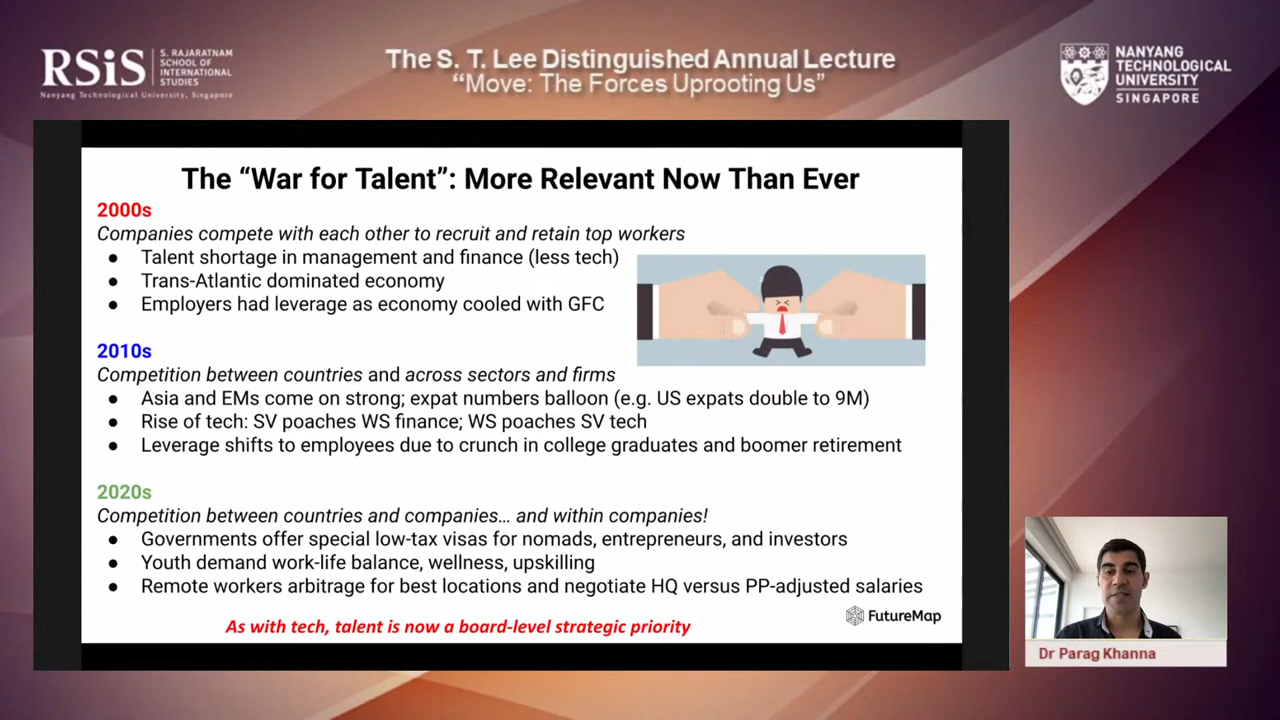 RSiS
S. RAJARATNAM
SCHOOL OF
INTERNATIONAL
STUDIES
Nanyang Technological University, Singapore
The S. T. Lee Distinguished Annual Lecture
“Move: The Forces Uprooting Us”
NANYANG
TECHNOLOGICAL
UNIVERSITY
SINGAPORE
The “War for Talent”: More Relevant Now Than Ever
2000s
Companies compete with each other to recruit and retain top workers
● Talent shortage in management and finance (less tech)
● Trans-Atlantic dominated economy
● Employers had leverage as economy cooled with GFC
2010s
Competition between countries and across sectors and firms
● Asia and EMs come on strong; expat numbers balloon (e.g. US expats double to 9M)
● Rise of tech: SV poaches WS finance; WS poaches SV tech
● Leverage shifts to employees due to crunch in college graduates and boomer retirement
2020s
Competition between countries and companies… and within companies!
● Governments offer special low-tax visas for nomads, entrepreneurs, and investors
● Youth demand work-life balance, wellness, upskilling
● Remote workers arbitrage for best locations and negotiate HQ versus PP-adjusted salaries
As with tech, talent is now a board-level strategic priority
FutureMap
Dr Parag Khanna